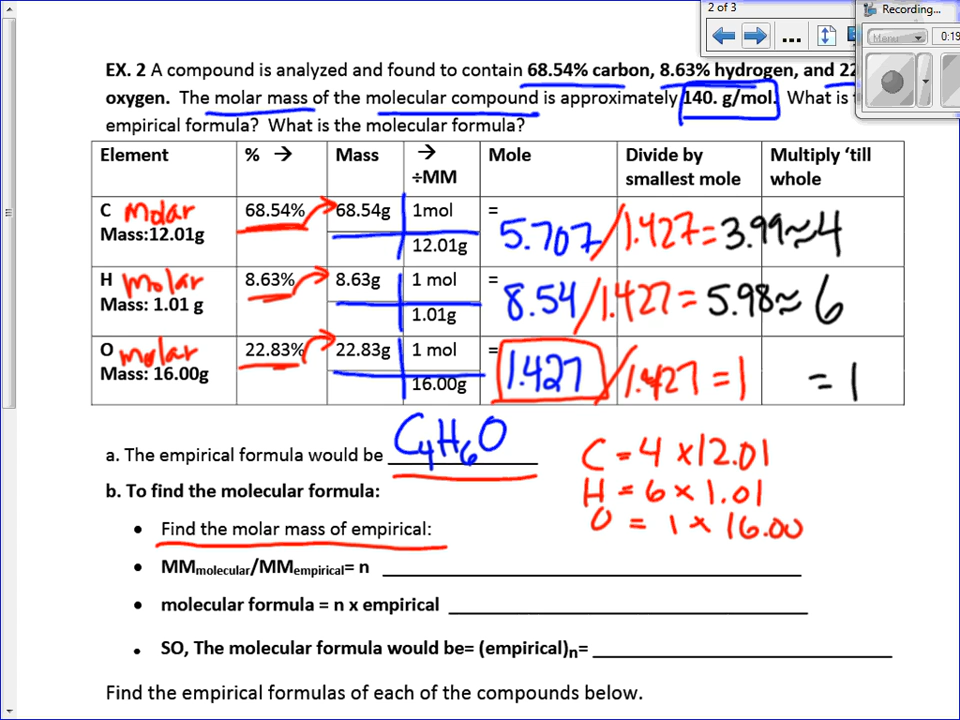 2 of 3
Recording...
...
Menu
0:19
EX. 2 A compound is analyzed and found to contain 68.54% carbon, 8.63% hydrogen, and 22
oxygen. The molar mass of the molecular compound is approximately 140. g/mol. What is
empirical formula? What is the molecular formula?
Element % → Mass → ÷MM Mole Divide by smallest mole Multiply ‘till whole
C molar Mass:12.01g 68.54% 68.54g 1mol 12.01g = 5.707 /1.427 = 3.99≈4
H molar Mass: 1.01 g 8.63% 8.63g 1 mol 1.01g = 8.54 /1.427 = 5.98≈ 6
O molar Mass: 16.00g 22.83% 22.83g 1 mol 16.00g = 1.427 /1.427 = 1 = 1
a. The empirical formula would be C₄H₆O
C = 4 x12.01
b. To find the molecular formula:
H = 6 x 1.01
O = 1 x 16.00
• Find the molar mass of empirical:
• MMmolecular/MMempirical= n
• molecular formula = n x empirical
• SO, The molecular formula would be= (empirical)n=
Find the empirical formulas of each of the compounds below.